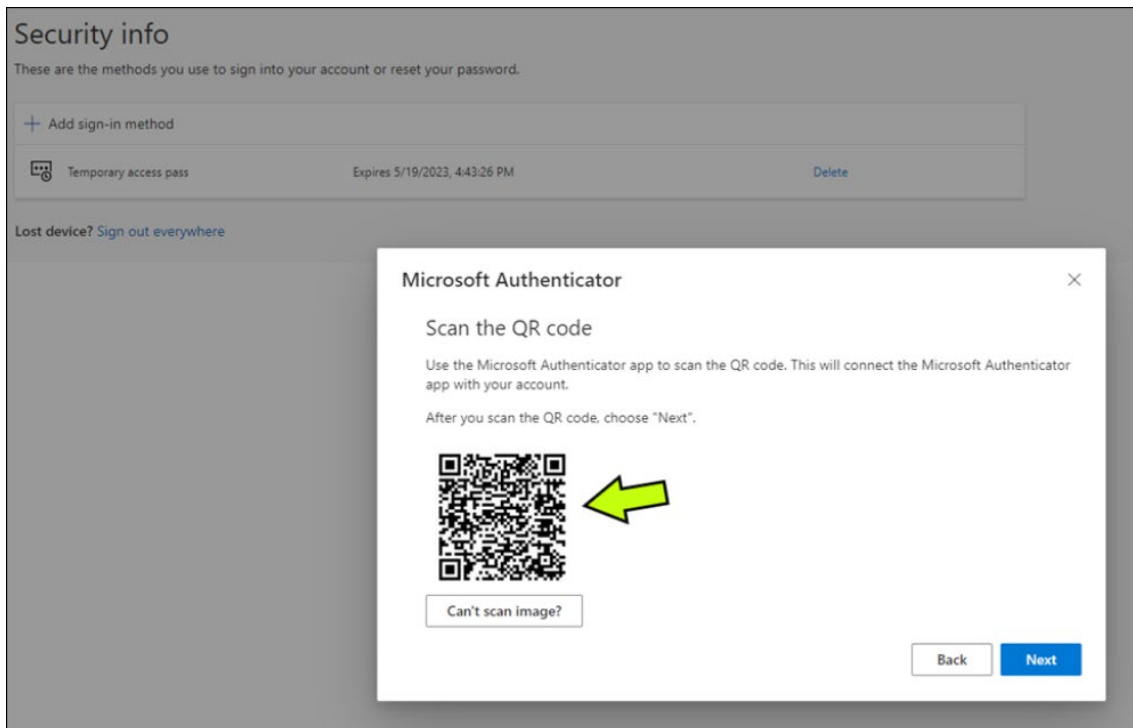 Security info
These are the methods you use to sign into your account or reset your password.
Add sign-in method
Temporary access pass Expires 5/19/2023, 4:43:26 PM Delete
Lost device? Sign out everywhere
Microsoft Authenticator
Scan the QR code
Use the Microsoft Authenticator app to scan the QR code. This will connect the Microsoft Authenticator
app with your account.
After you scan the QR code, choose "Next".
Can't scan image?
Back Next